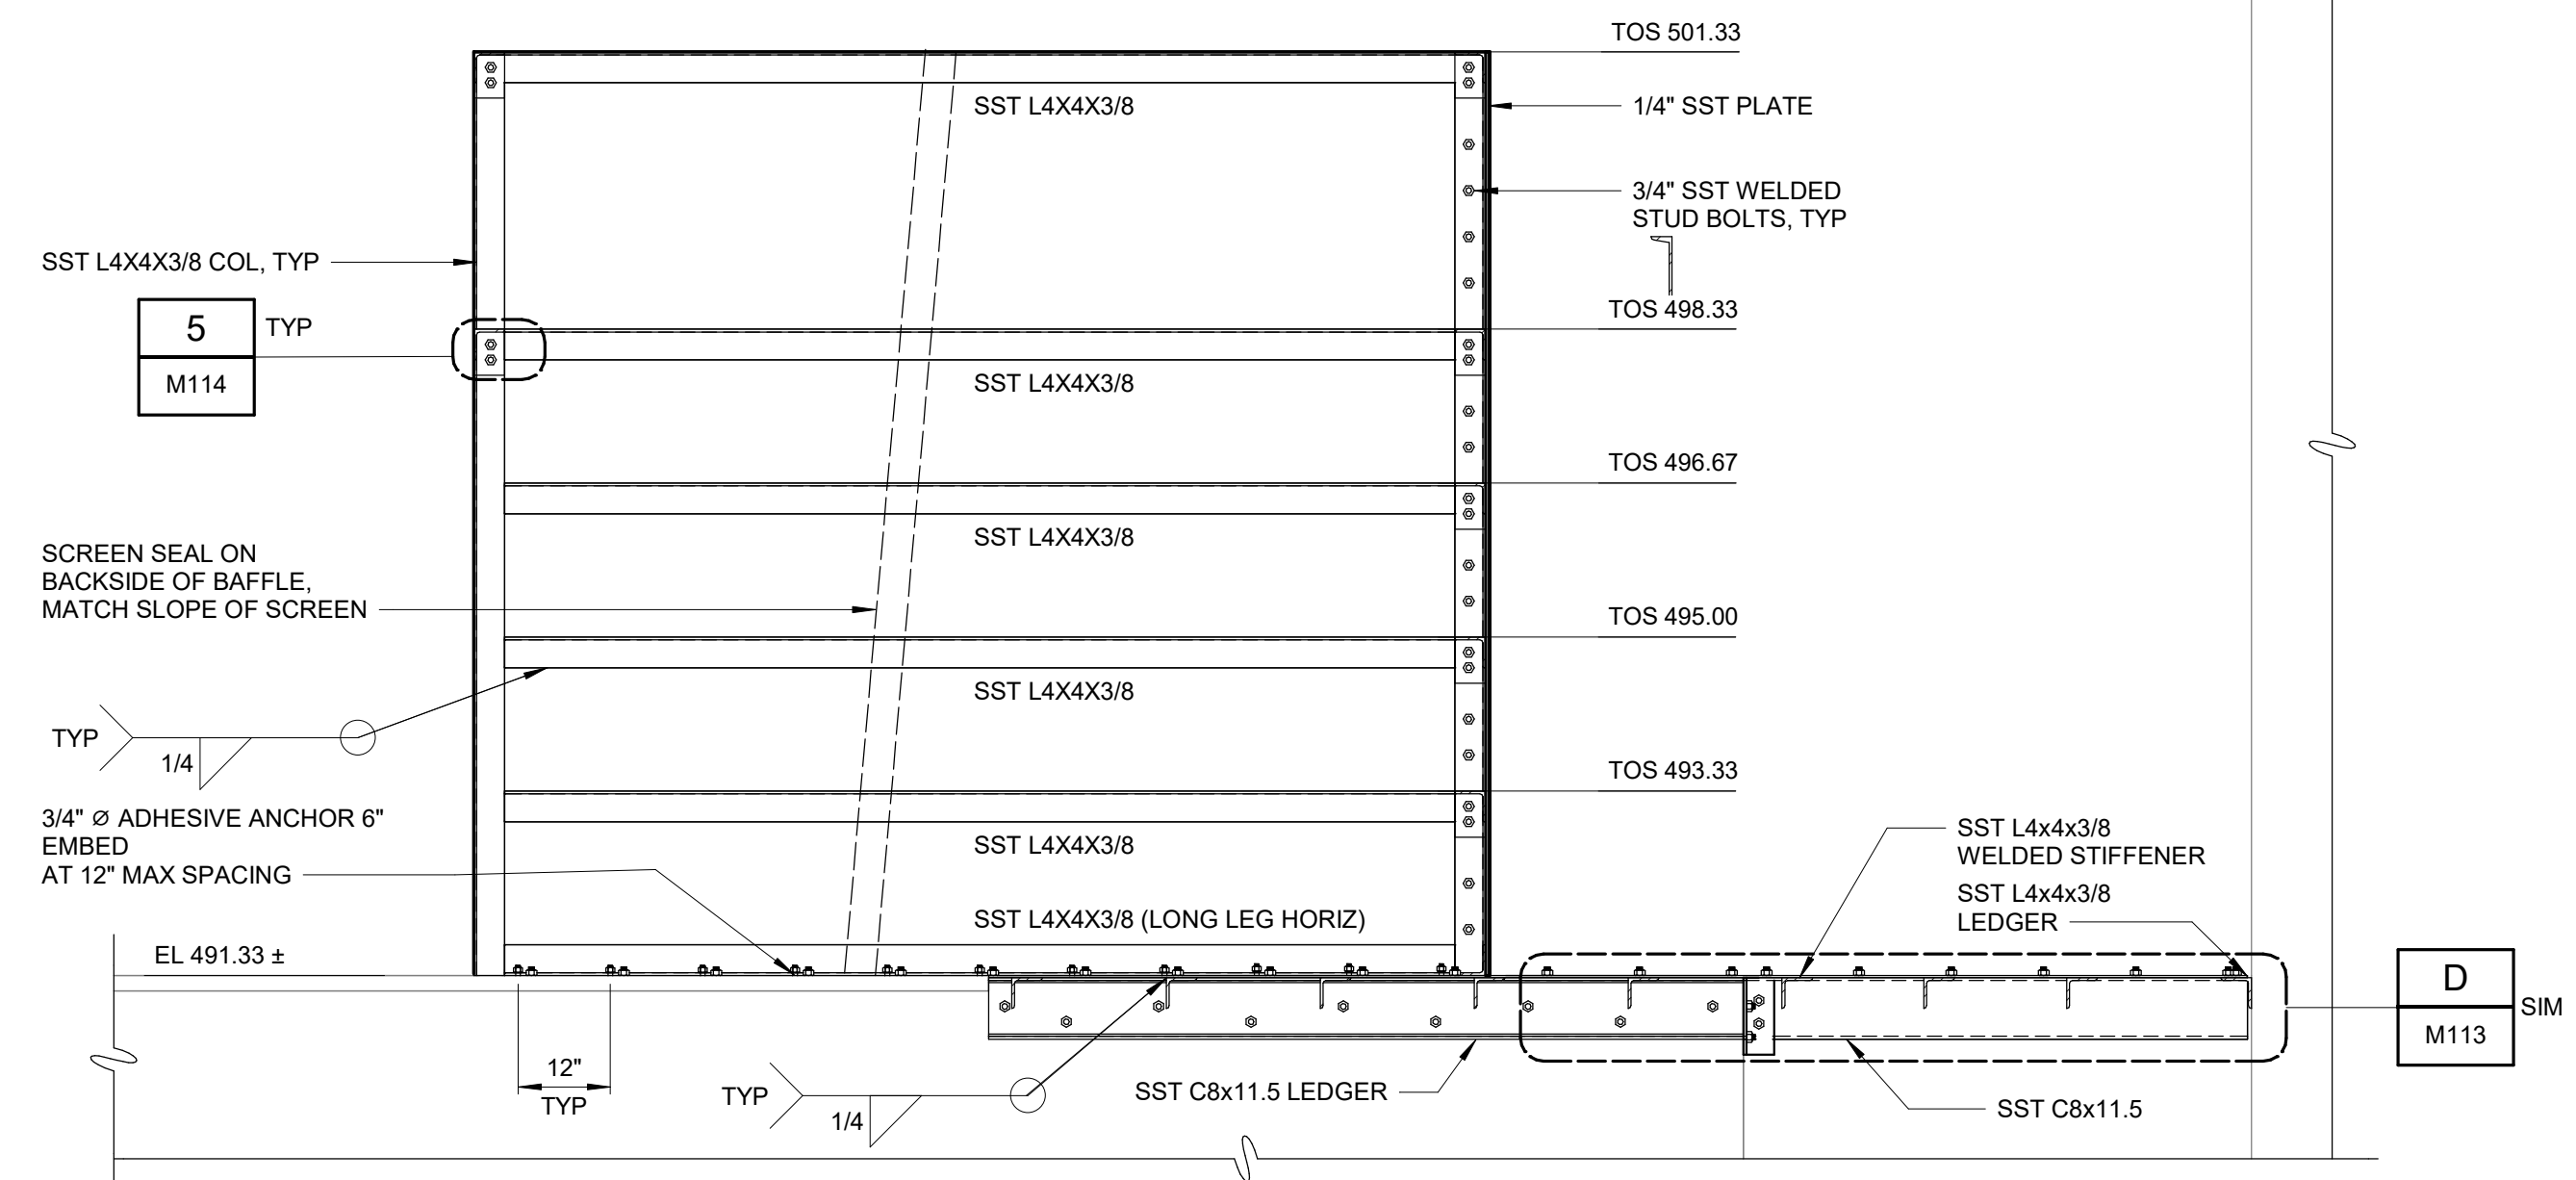 TOS 501.33
SST L4X4X3/8
1/4" SST PLATE
3/4" SST WELDED
STUD BOLTS, TYP
SST L4X4X3/8 COL, TYP
5
TYP
M114
TOS 498.33
SST L4X4X3/8
TOS 496.67
SST L4X4X3/8
SCREEN SEAL ON
BACKSIDE OF BAFFLE,
MATCH SLOPE OF SCREEN
TOS 495.00
SST L4X4X3/8
TYP
1/4
TOS 493.33
3/4" Ø ADHESIVE ANCHOR 6"
EMBED
AT 12" MAX SPACING
SST L4X4X3/8
SST L4x4x3/8
WELDED STIFFENER
SST L4x4x3/8
LEDGER
SST L4X4X3/8 (LONG LEG HORIZ)
EL 491.33 ±
D
SIM
M113
12"
TYP
TYP
1/4
SST C8x11.5 LEDGER
SST C8x11.5